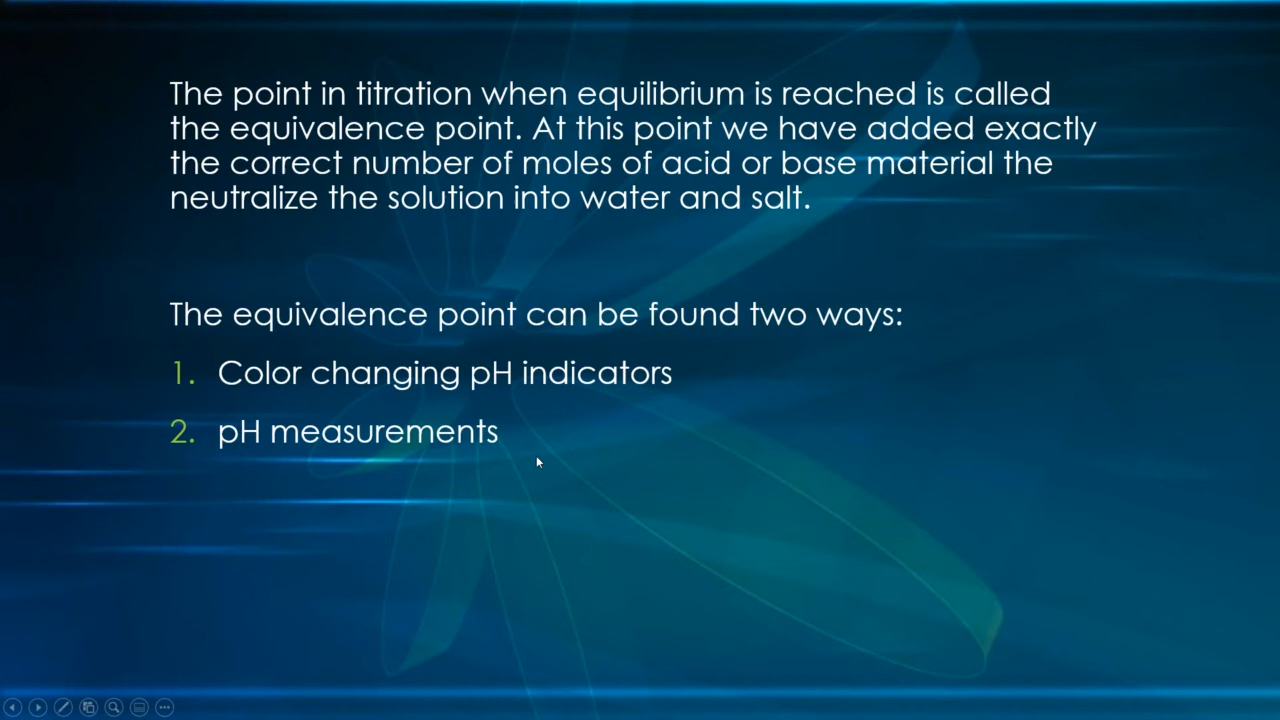 The point in titration when equilibrium is reached is called
the equivalence point. At this point we have added exactly
the correct number of moles of acid or base material the
neutralize the solution into water and salt.
The equivalence point can be found two ways:
1. Color changing pH indicators
2. pH measurements